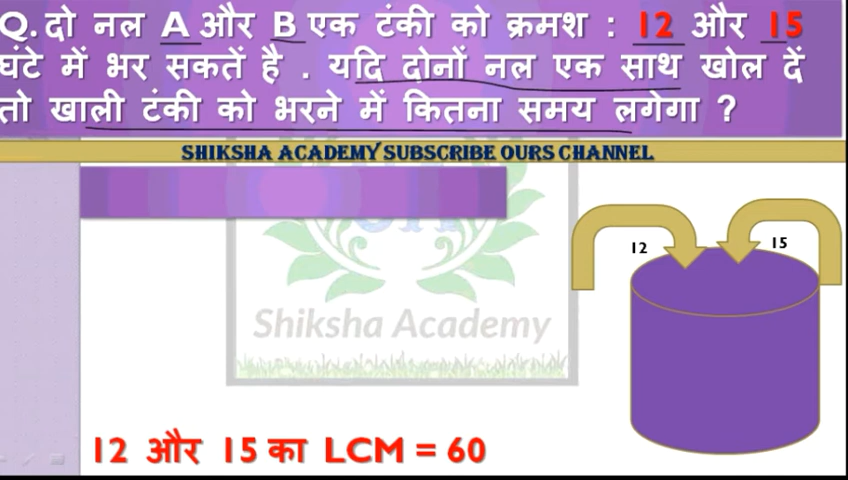 Q. दो नल A और B एक टंकी को क्रमश : 12 और 15
घंटे में भर सकतें है . यदि दोनों नल एक साथ खोल दें
तो खाली टंकी को भरने में कितना समय लगेगा ?
SHIKSHA ACADEMY SUBSCRIBE OURS CHANNEL
12
15
Shiksha Academy
12 और 15 का LCM = 60